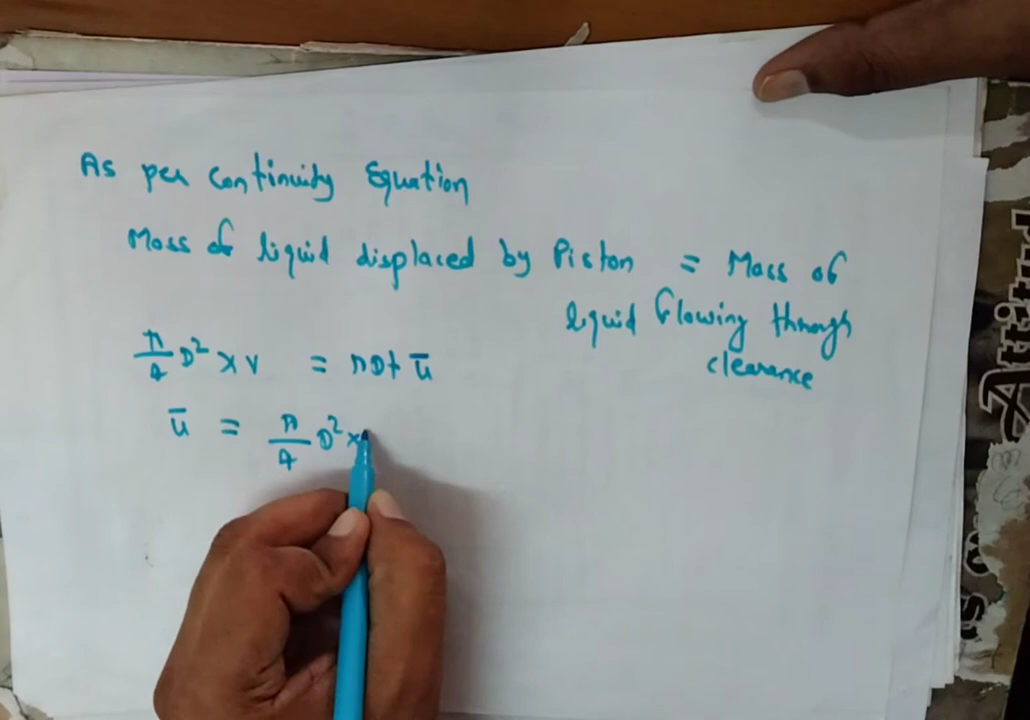 As per Continuity Equation
Mass of liquid displaced by Piston = Mass of
liquid flowing through
clearance
π/4 D² × V = πDt ū
ū = π/4 D² ×
Attitud